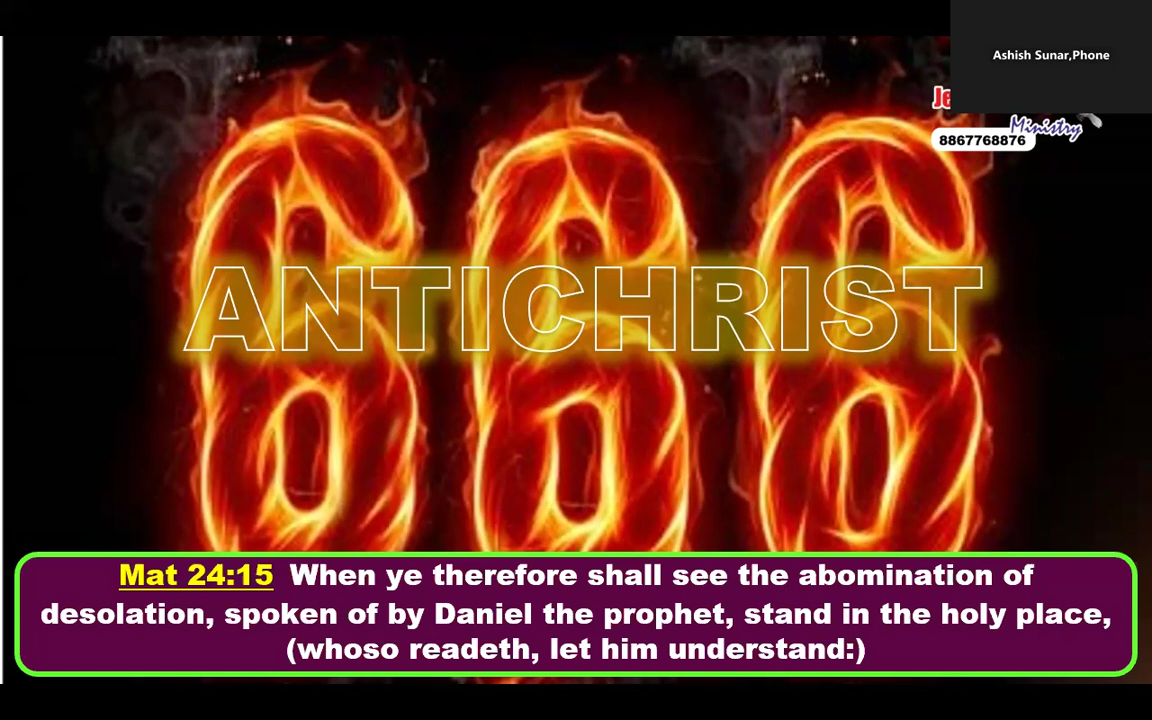 Ashish Sunar,Phone
Ministry
8867768876
666
ANTICHRIST
Mat 24:15 When ye therefore shall see the abomination of
desolation, spoken of by Daniel the prophet, stand in the holy place,
(whoso readeth, let him understand:)